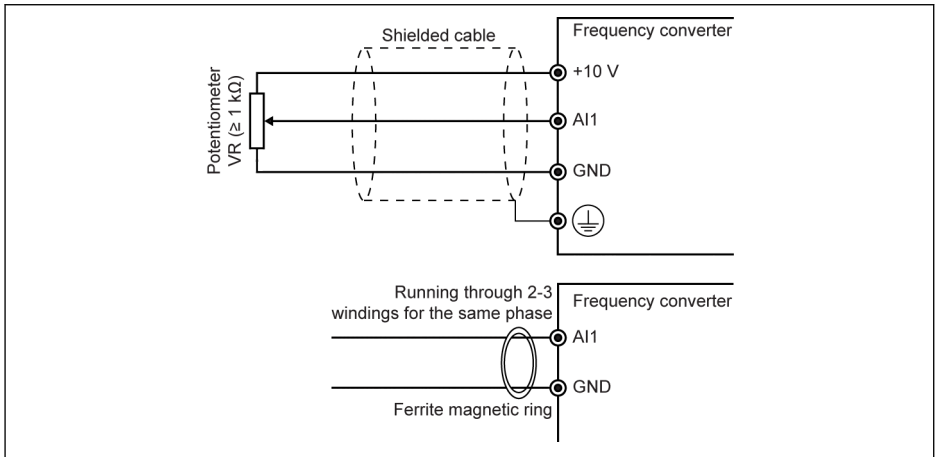 Shielded cable
Frequency converter
Potentiometer
VR (≥ 1 kΩ)
+10 V
AI1
GND
Running through 2-3
windings for the same phase
Frequency converter
AI1
GND
Ferrite magnetic ring